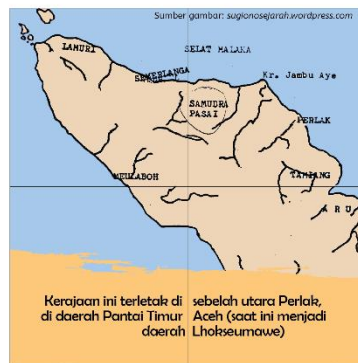 Sumber gambar: sugionosejarah.wordpress.com
LAMURI
SELAT MALAKA
Kr. Jambu Aye
SAMUDRA
PASAI
PERLAK
MEULABOH
TAMIANG
ARU
Kerajaan ini terletak di sebelah utara Perlak,
di daerah Pantai Timur Aceh (saat ini menjadi
daerah Lhokseumawe)